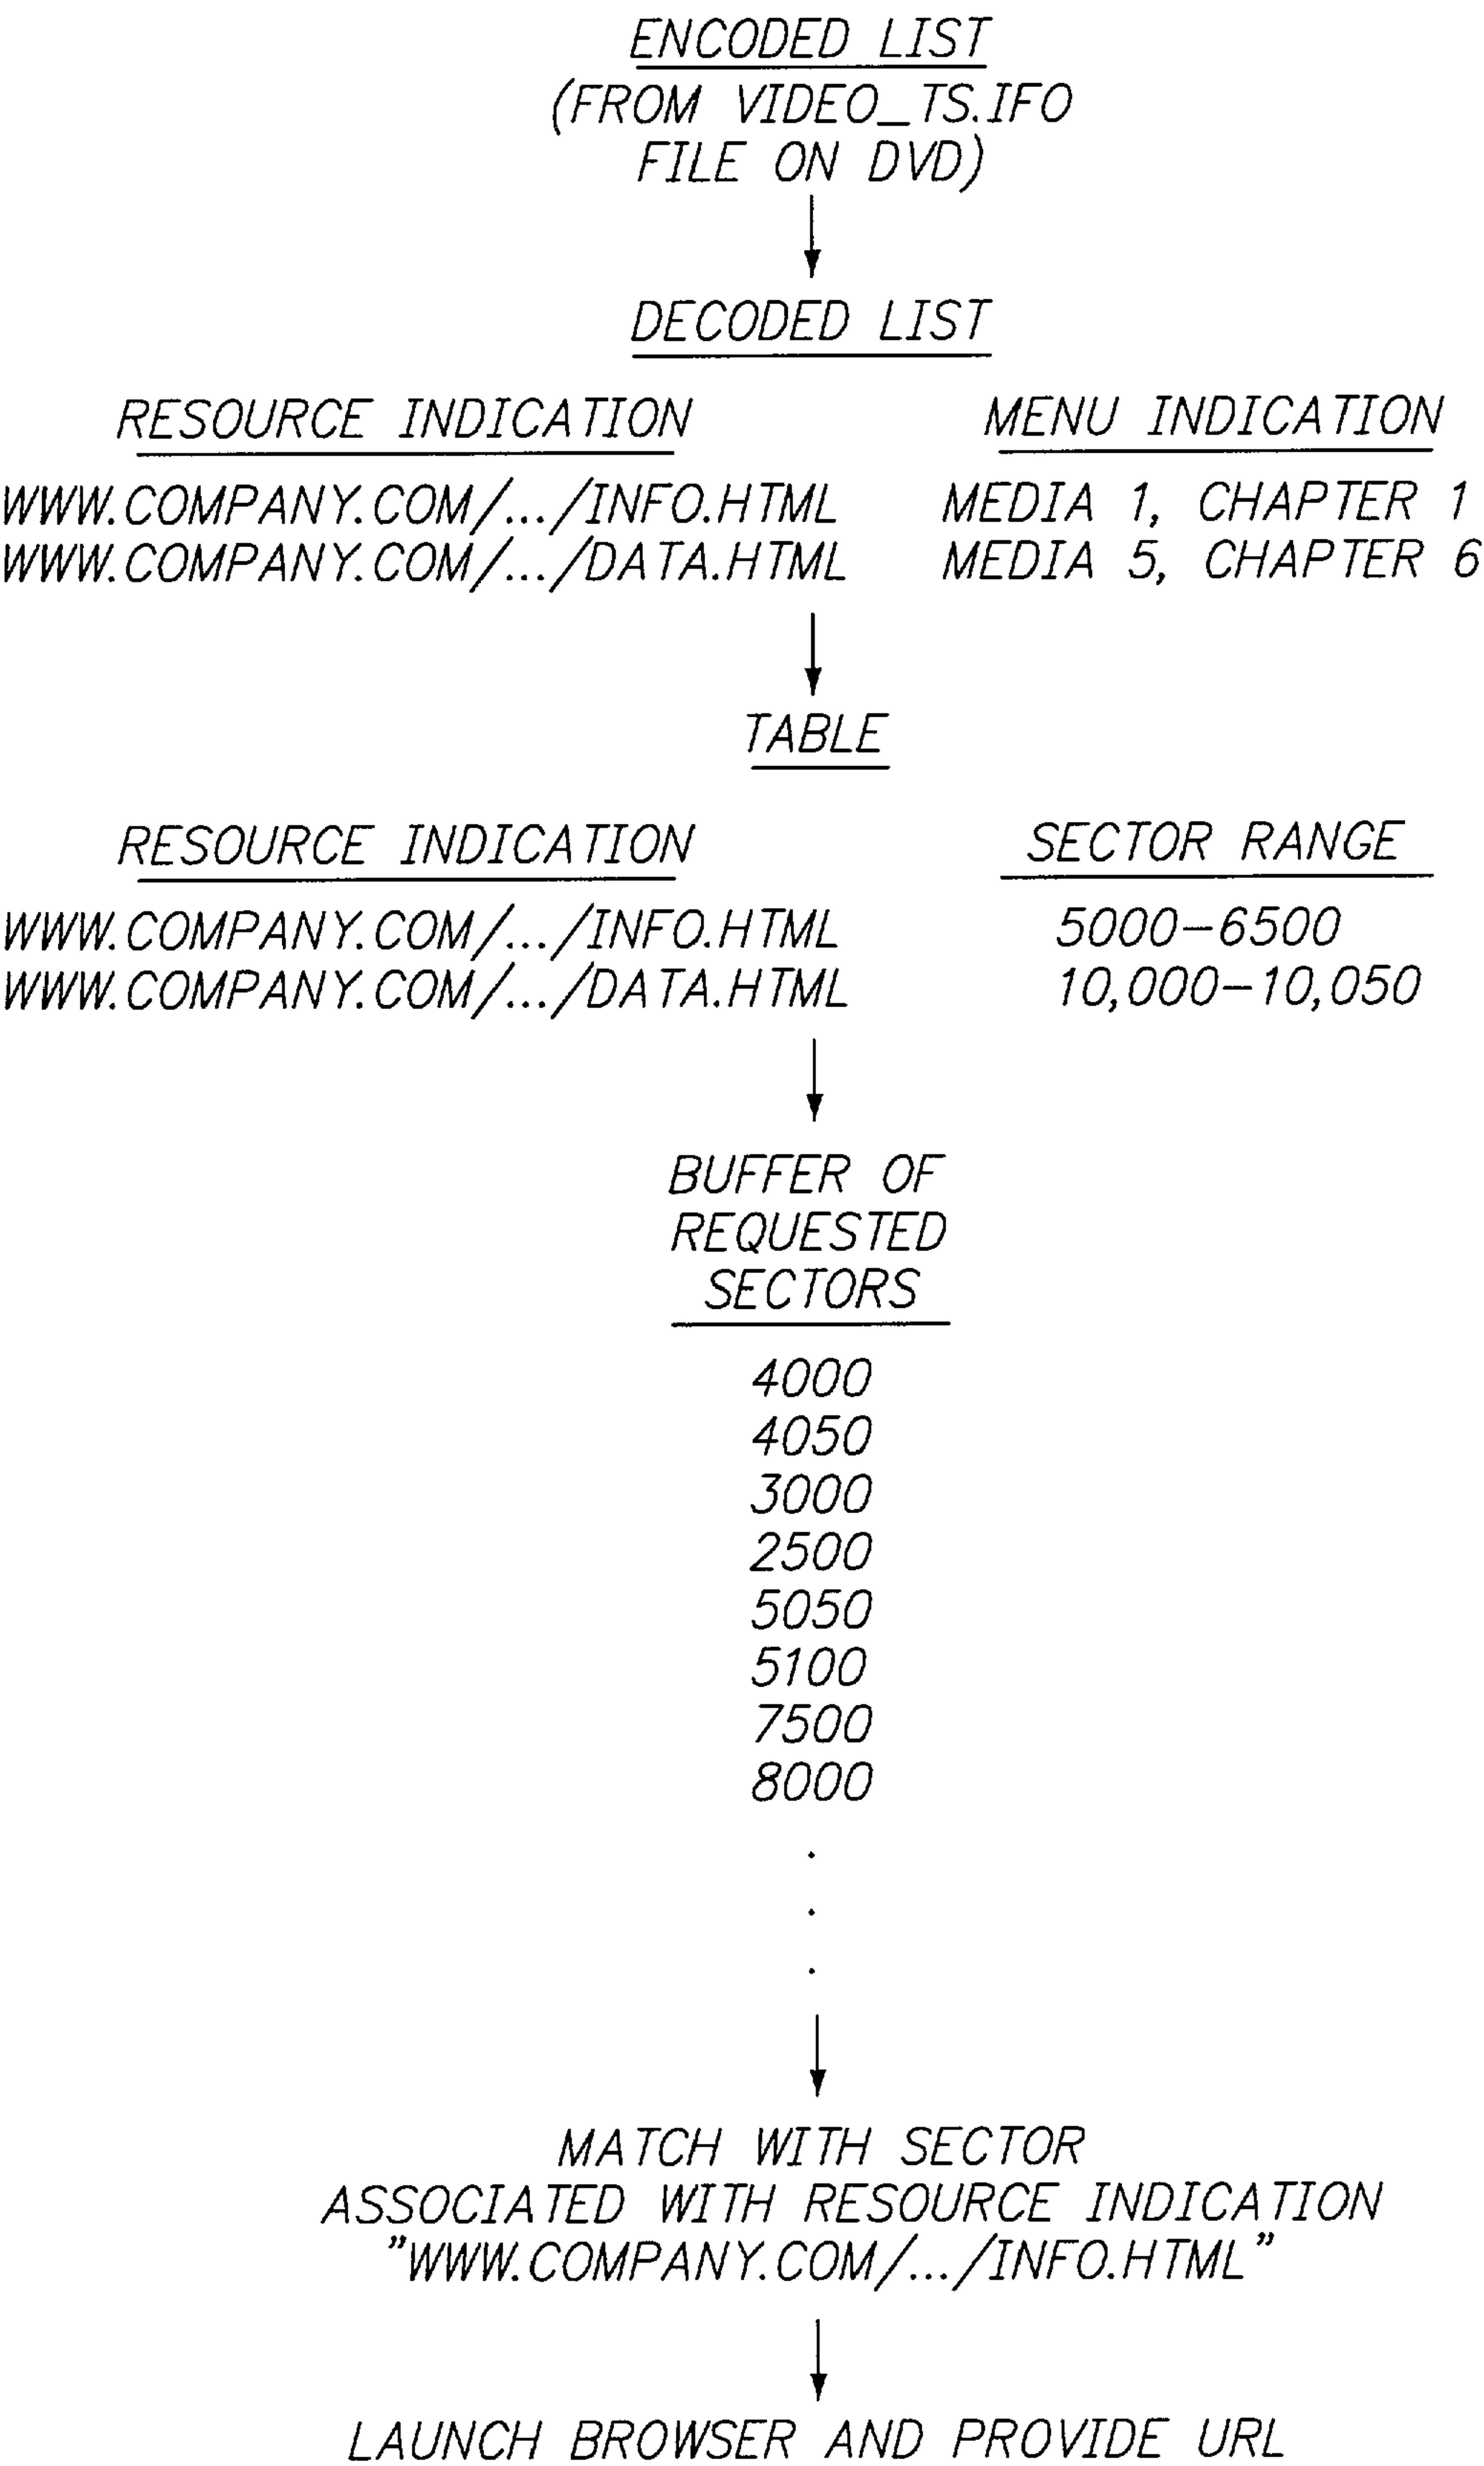 ENCODED LIST
(FROM VIDEO_TS.IFO
FILE ON DVD)
DECODED LIST
RESOURCE INDICATION MENU INDICATION
WWW.COMPANY.COM/.../INFO.HTML MEDIA 1, CHAPTER 1
WWW.COMPANY.COM/.../DATA.HTML MEDIA 5, CHAPTER 6
TABLE
RESOURCE INDICATION SECTOR RANGE
WWW.COMPANY.COM/.../INFO.HTML 5000-6500
WWW.COMPANY.COM/.../DATA.HTML 10,000-10,050
BUFFER OF
REQUESTED
SECTORS
4000
4050
3000
2500
5050
5100
7500
8000
.
.
.
MATCH WITH SECTOR
ASSOCIATED WITH RESOURCE INDICATION
"WWW.COMPANY.COM/.../INFO.HTML"
LAUNCH BROWSER AND PROVIDE URL